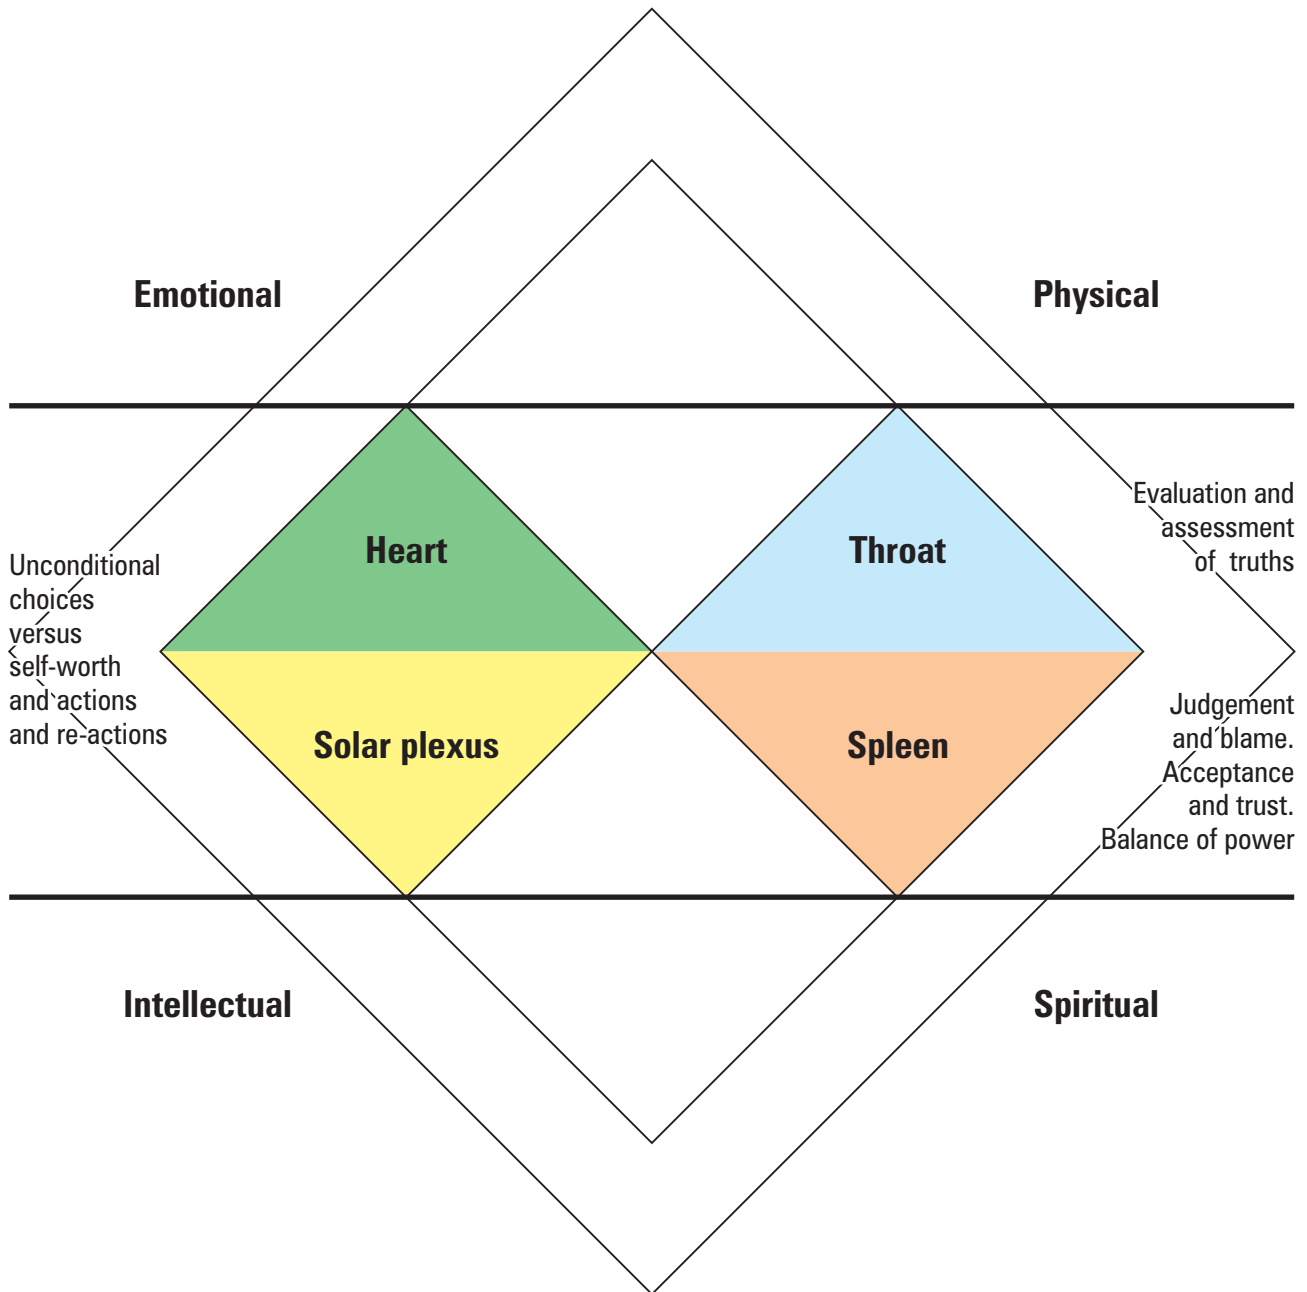 Emotional
Physical
Evaluation and
assessment
of truths
Heart
Throat
Unconditional
choices
versus
self-worth
and actions
and re-actions
Solar plexus
Spleen
Judgement
and blame.
Acceptance
and trust.
Balance of power
Intellectual
Spiritual